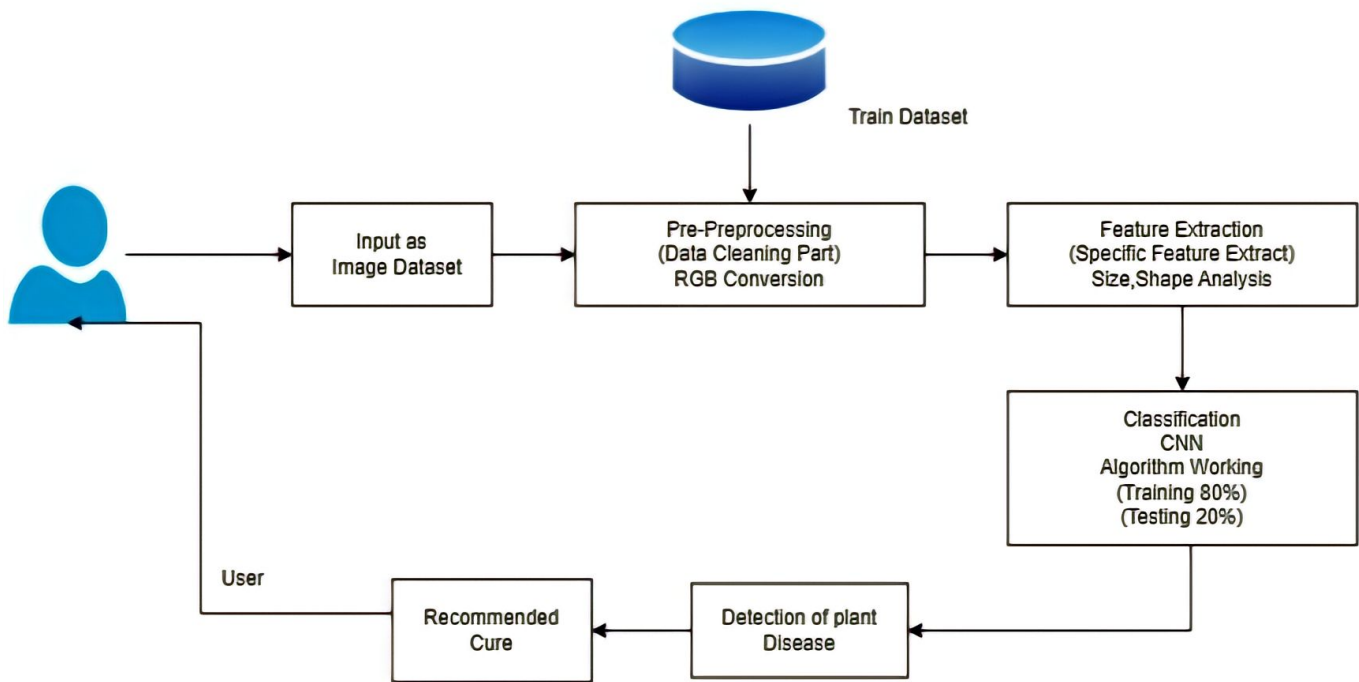 Train Dataset
Input as
Image Dataset
Pre-Preprocessing
(Data Cleaning Part)
RGB Conversion
Feature Extraction
(Specific Feature Extract)
Size,Shape Analysis
Classification
CNN
Algorithm Working
(Training 80%)
(Testing 20%)
Detection of plant
Disease
Recommended
Cure
User